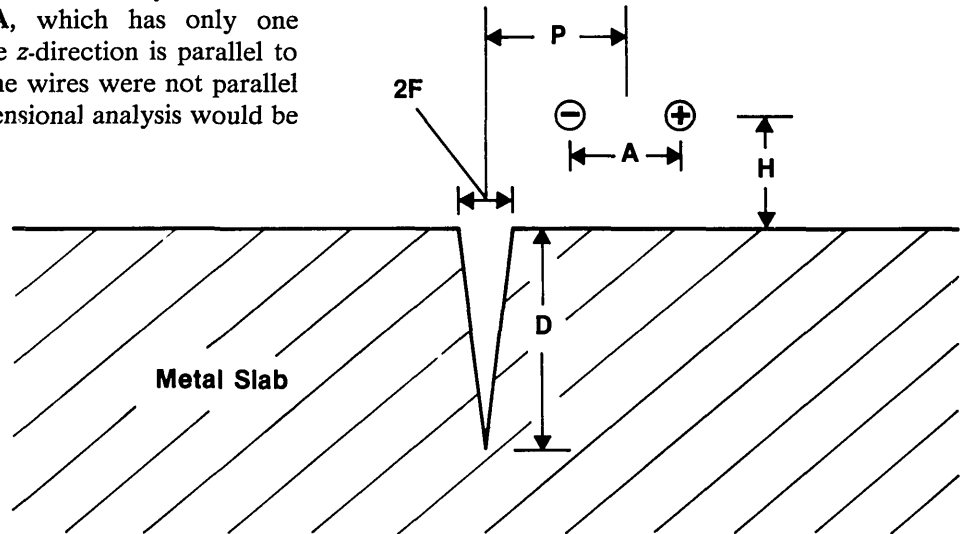 A, which has only one
e z-direction is parallel to
ne wires were not parallel
ensional analysis would be
P
2F
− +
A
H
D
Metal Slab